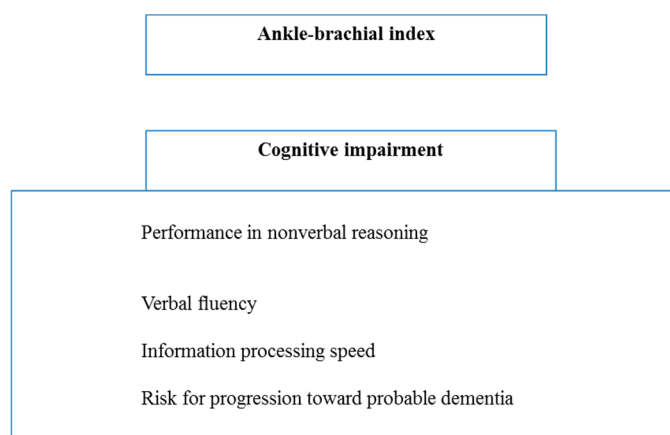 Ankle-brachial index
Cognitive impairment
Performance in nonverbal reasoning
Verbal fluency
Information processing speed
Risk for progression toward probable dementia